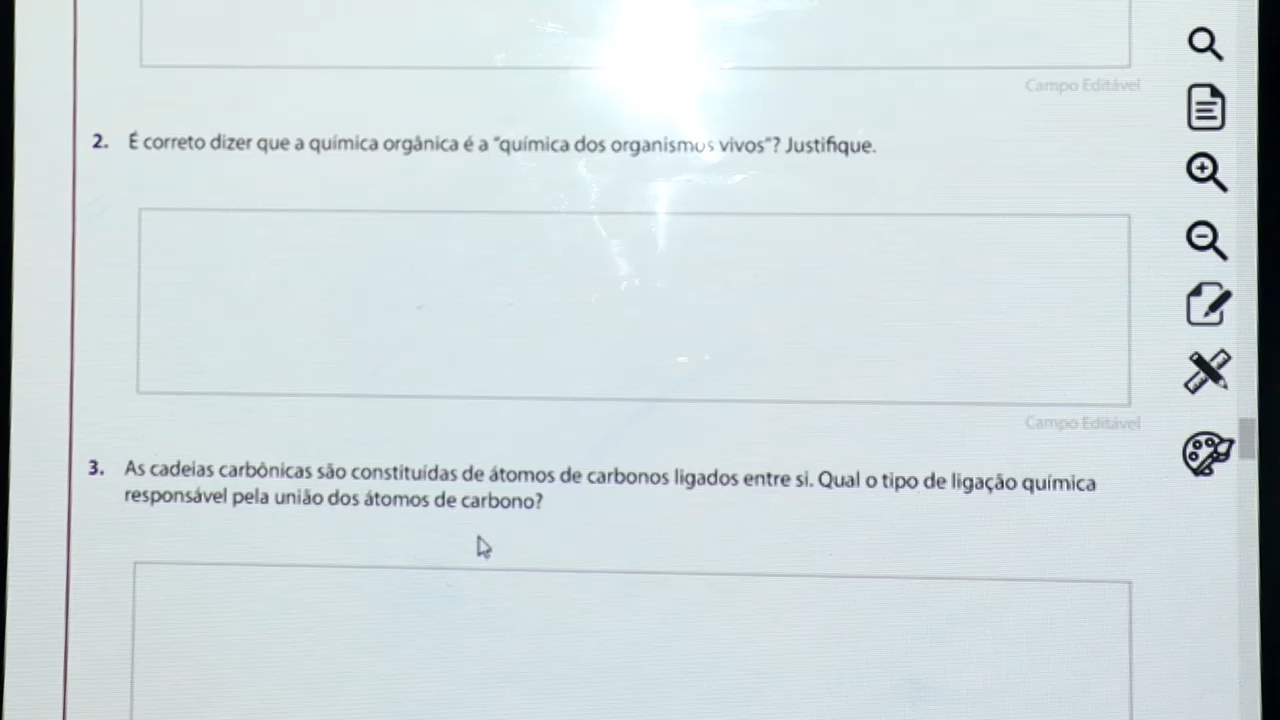 Campo Editável
2. É correto dizer que a química orgânica é a "química dos organismos vivos"? Justifique.
Campo Editável
3. As cadeias carbônicas são constituídas de átomos de carbonos ligados entre si. Qual o tipo de ligação química
responsável pela união dos átomos de carbono?